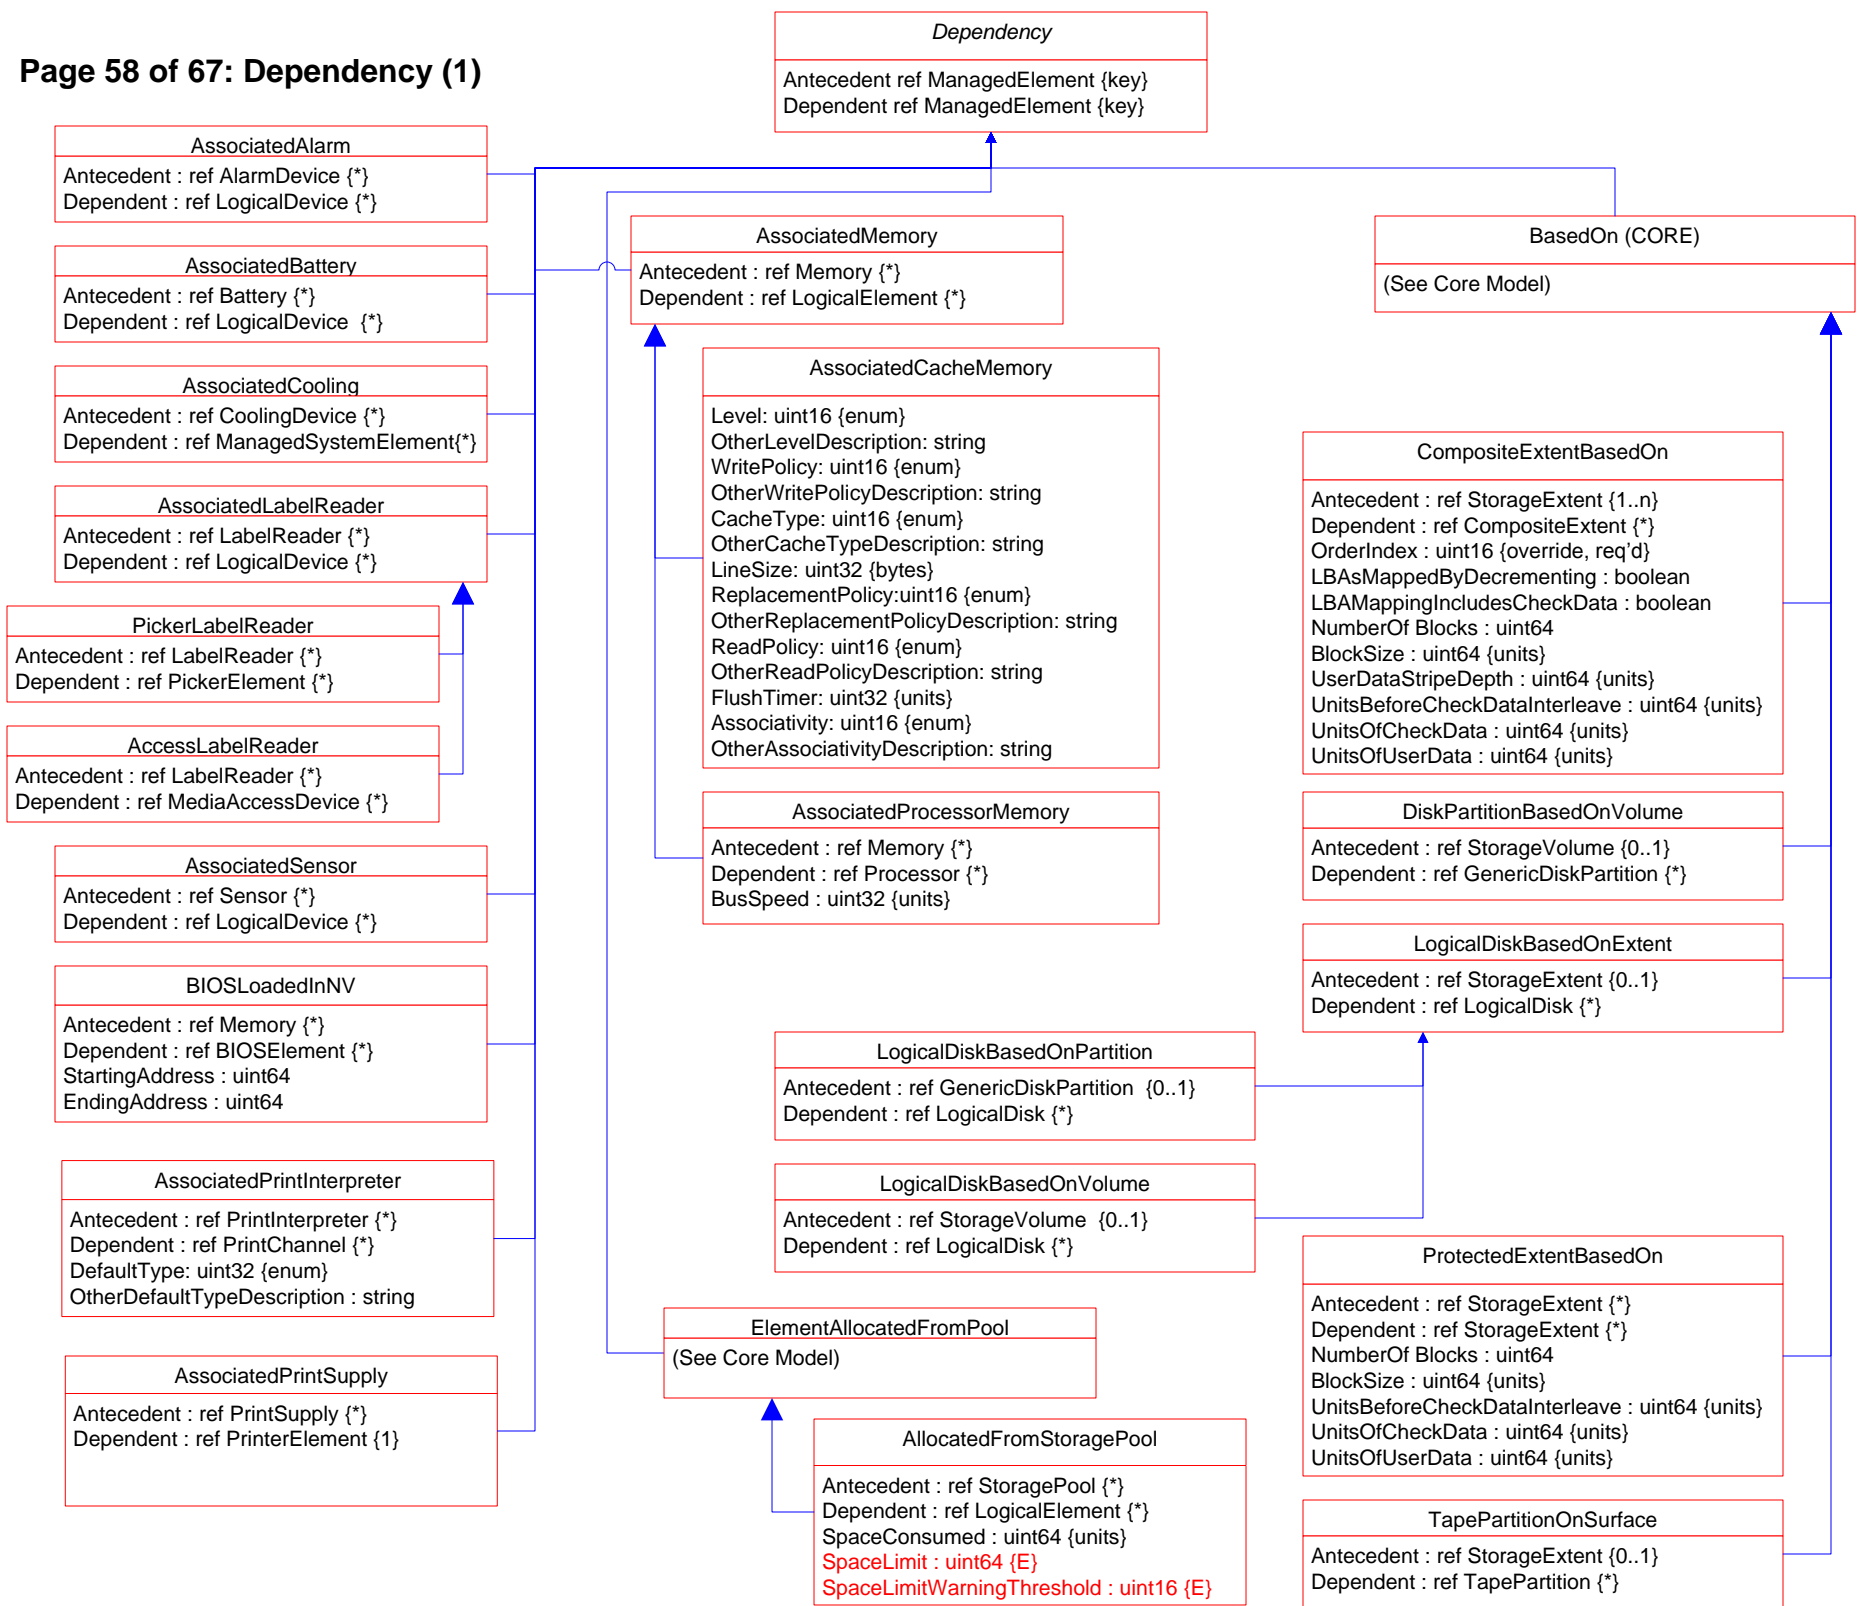 Page 58 of 67: Dependency (1)
Dependency
Antecedent ref ManagedElement {key}
Dependent ref ManagedElement {key}
AssociatedAlarm
Antecedent : ref AlarmDevice {*}
Dependent : ref LogicalDevice {*}
AssociatedBattery
Antecedent : ref Battery {*}
Dependent : ref LogicalDevice {*}
AssociatedCooling
Antecedent : ref CoolingDevice {*}
Dependent : ref ManagedSystemElement{*}
AssociatedLabelReader
Antecedent : ref LabelReader {*}
Dependent : ref LogicalDevice {*}
PickerLabelReader
Antecedent : ref LabelReader {*}
Dependent : ref PickerElement {*}
AccessLabelReader
Antecedent : ref LabelReader {*}
Dependent : ref MediaAccessDevice {*}
AssociatedSensor
Antecedent : ref Sensor {*}
Dependent : ref LogicalDevice {*}
BIOSLoadedInNV
Antecedent : ref Memory {*}
Dependent : ref BIOSElement {*}
StartingAddress : uint64
EndingAddress : uint64
AssociatedPrintInterpreter
Antecedent : ref PrintInterpreter {*}
Dependent : ref PrintChannel {*}
DefaultType: uint32 {enum}
OtherDefaultTypeDescription : string
AssociatedPrintSupply
Antecedent : ref PrintSupply {*}
Dependent : ref PrinterElement {1}
AssociatedMemory
Antecedent : ref Memory {*}
Dependent : ref LogicalElement {*}
AssociatedCacheMemory
Level: uint16 {enum}
OtherLevelDescription: string
WritePolicy: uint16 {enum}
OtherWritePolicyDescription: string
CacheType: uint16 {enum}
OtherCacheTypeDescription: string
LineSize: uint32 {bytes}
ReplacementPolicy:uint16 {enum}
OtherReplacementPolicyDescription: string
ReadPolicy: uint16 {enum}
OtherReadPolicyDescription: string
FlushTimer: uint32 {units}
Associativity: uint16 {enum}
OtherAssociativityDescription: string
AssociatedProcessorMemory
Antecedent : ref Memory {*}
Dependent : ref Processor {*}
BusSpeed : uint32 {units}
LogicalDiskBasedOnPartition
Antecedent : ref GenericDiskPartition {0..1}
Dependent : ref LogicalDisk {*}
LogicalDiskBasedOnVolume
Antecedent : ref StorageVolume {0..1}
Dependent : ref LogicalDisk {*}
ElementAllocatedFromPool
(See Core Model)
AllocatedFromStoragePool
Antecedent : ref StoragePool {*}
Dependent : ref LogicalElement {*}
SpaceConsumed : uint64 {units}
SpaceLimit : uint64 {E}
SpaceLimitWarningThreshold : uint16 {E}
BasedOn (CORE)
(See Core Model)
CompositeExtentBasedOn
Antecedent : ref StorageExtent {1..n}
Dependent : ref CompositeExtent {*}
OrderIndex : uint16 {override, req’d}
LBAsMappedByDecrementing : boolean
LBAMappingIncludesCheckData : boolean
NumberOf Blocks : uint64
BlockSize : uint64 {units}
UserDataStripeDepth : uint64 {units}
UnitsBeforeCheckDataInterleave : uint64 {units}
UnitsOfCheckData : uint64 {units}
UnitsOfUserData : uint64 {units}
DiskPartitionBasedOnVolume
Antecedent : ref StorageVolume {0..1}
Dependent : ref GenericDiskPartition {*}
LogicalDiskBasedOnExtent
Antecedent : ref StorageExtent {0..1}
Dependent : ref LogicalDisk {*}
ProtectedExtentBasedOn
Antecedent : ref StorageExtent {*}
Dependent : ref StorageExtent {*}
NumberOf Blocks : uint64
BlockSize : uint64 {units}
UnitsBeforeCheckDataInterleave : uint64 {units}
UnitsOfCheckData : uint64 {units}
UnitsOfUserData : uint64 {units}
TapePartitionOnSurface
Antecedent : ref StorageExtent {0..1}
Dependent : ref TapePartition {*}